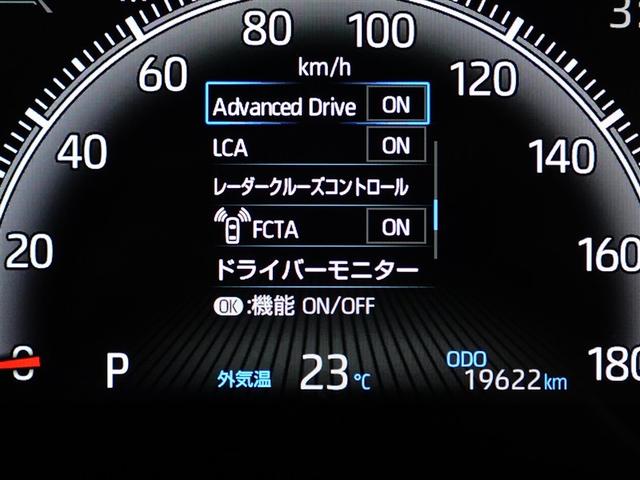 80 100
60 km/h 120
Advanced Drive ON
LCA ON
40 140
レーダークルーズコントロール
FCTA ON
20 160
ドライバーモニター
OK:機能 ON/OFF
0 P 外気温 23℃ ODO 19622km 180